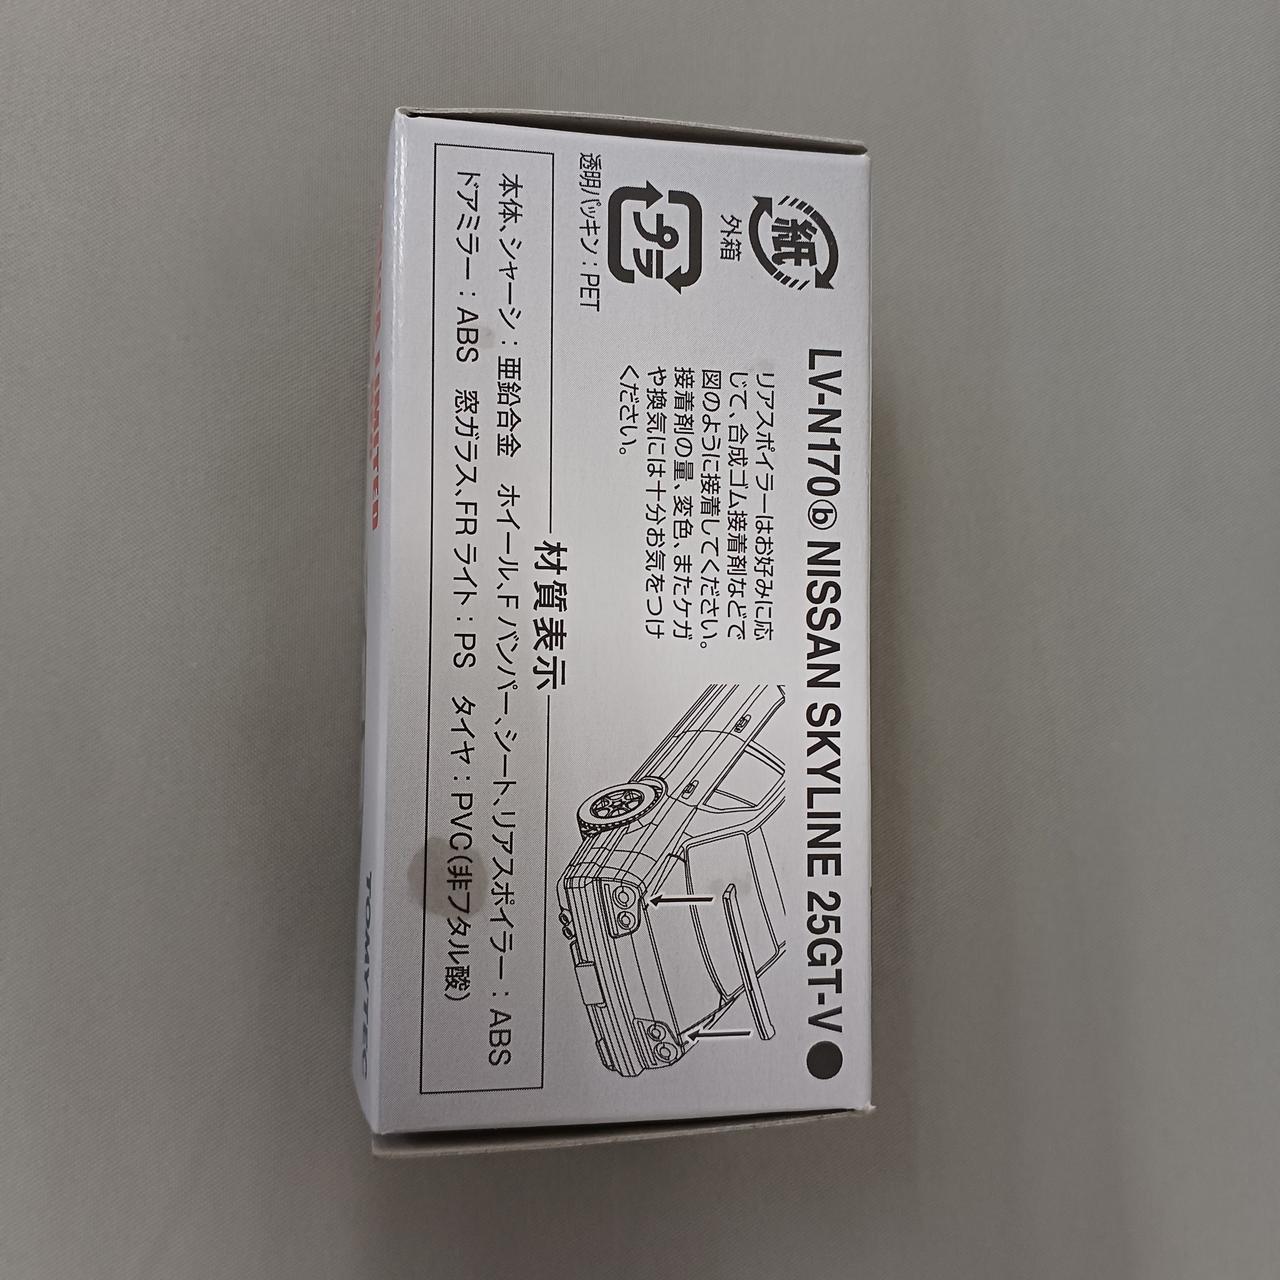 LV-N170ⓑ NISSAN SKYLINE 25GT-V●
紙
外箱
プラ
透明パッキン：PET
リアスポイラーはお好みに応
じて、合成ゴム接着剤などで
図のように接着してください。
接着剤の量、変色、またケガ
や換気には十分お気をつけ
ください。
材質表示
本体、シャーシ：亜鉛合金　ホイール、Fバンパー、シート、リアスポイラー：ABS
ドアミラー：ABS　窓ガラス、FRライト：PS　タイヤ：PVC（非フタル酸）
LIMITED
TOMYTEC